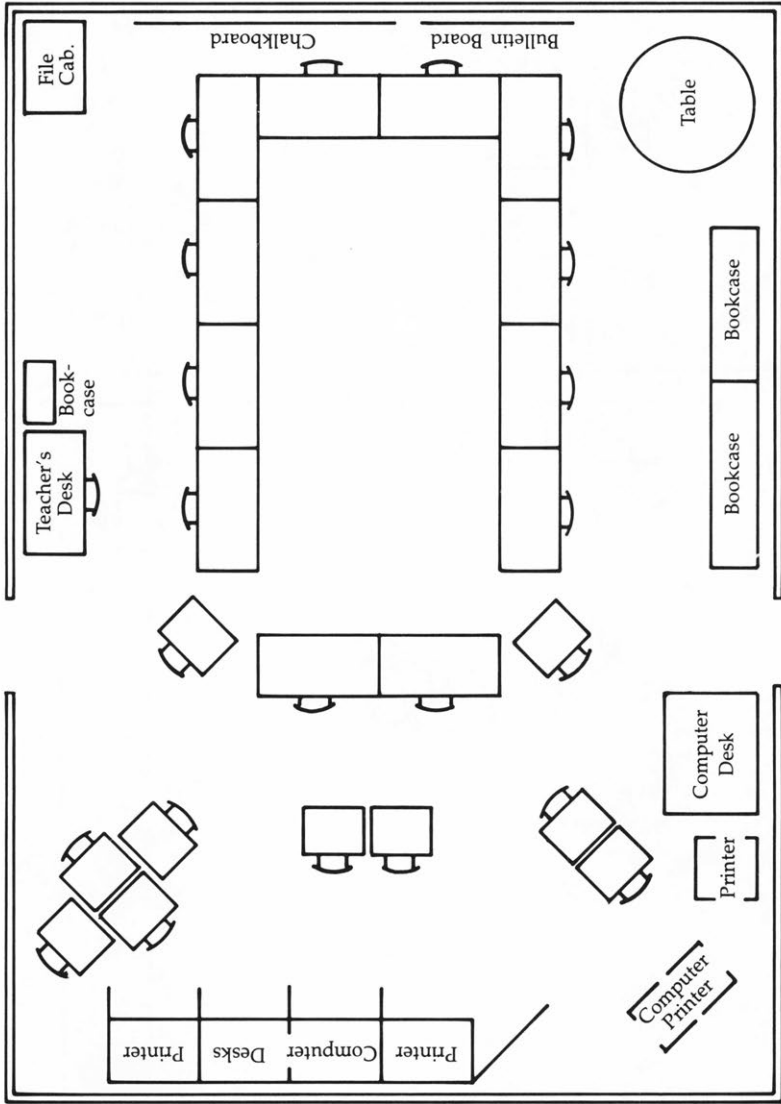 File
Cab.
Chalkboard
Bulletin Board
Table
Book-
case
Teacher's
Desk
Bookcase
Bookcase
Computer
Desk
Printer
Computer
Printer
Printer
Desks
Computer
Printer